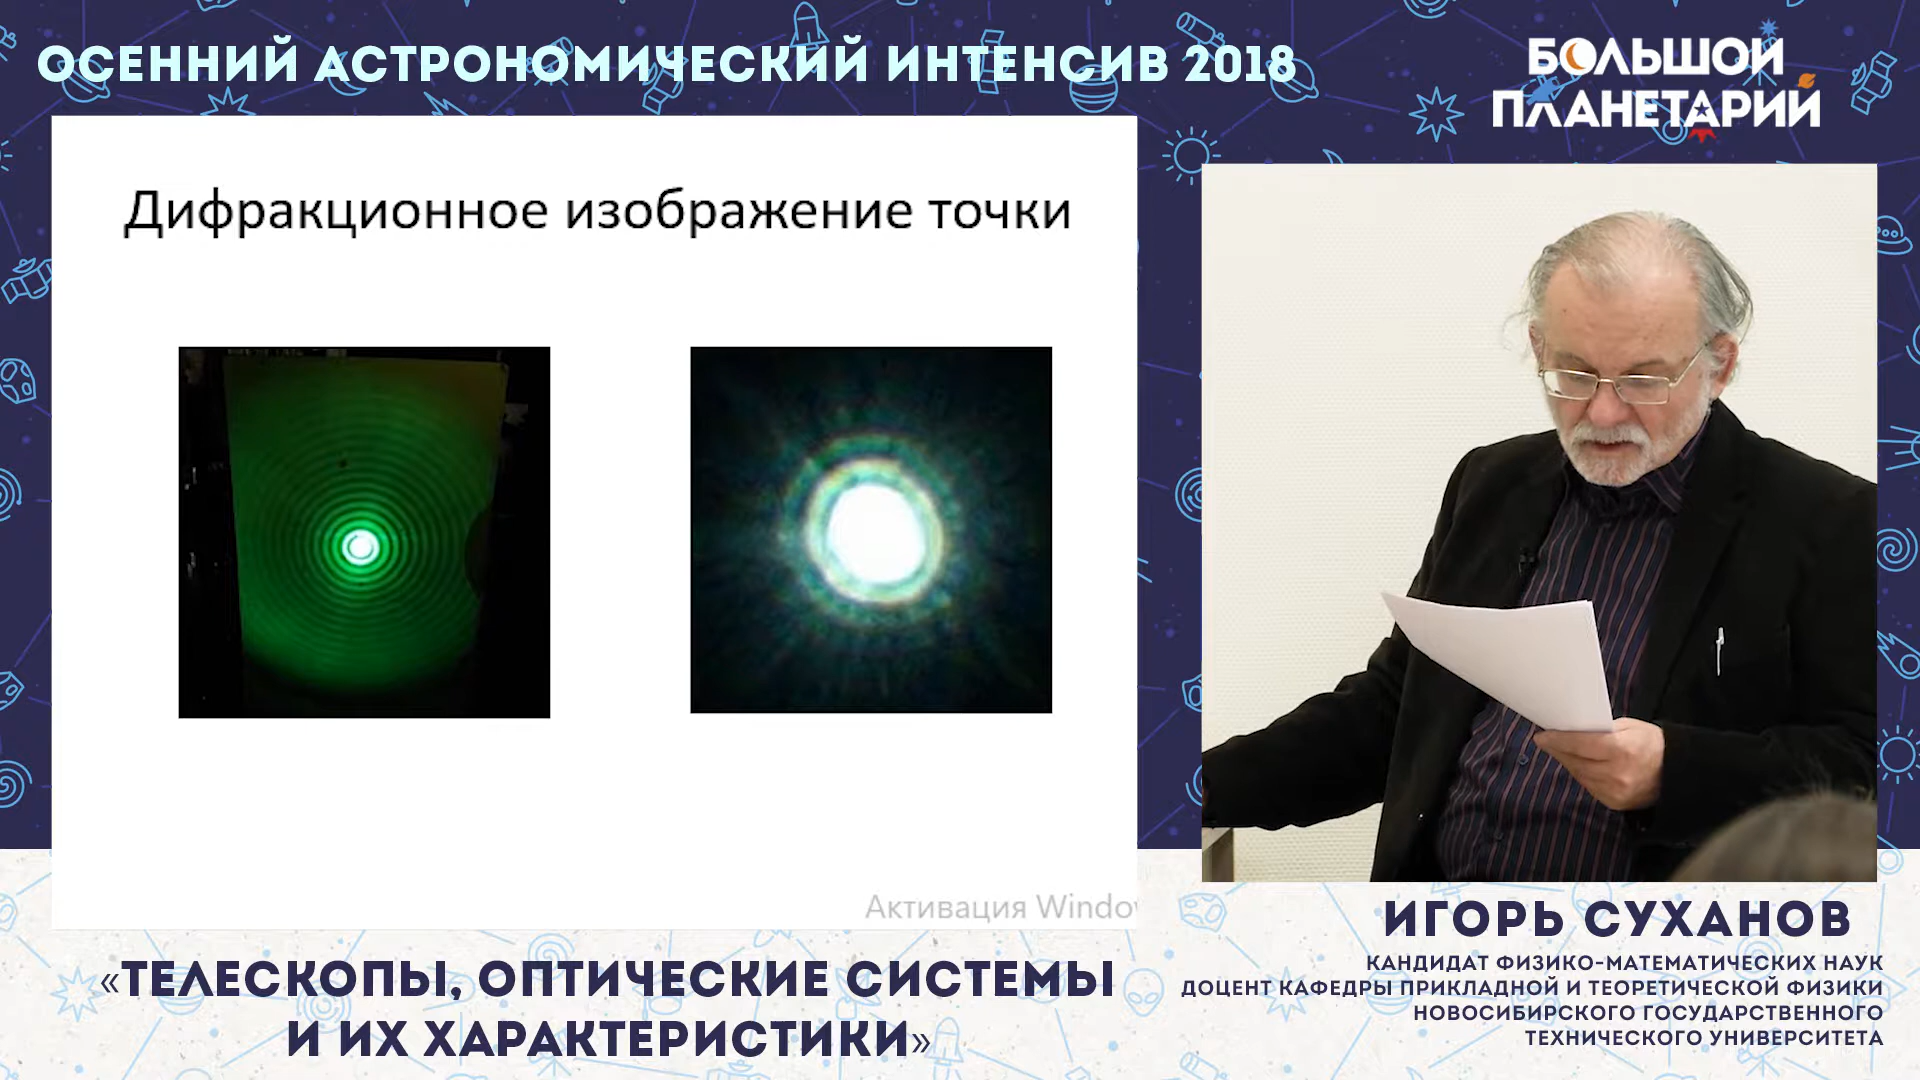 ОСЕННИЙ АСТРОНОМИЧЕСКИЙ ИНТЕНСИВ 2018
БОЛЬШОЙ
ПЛАНЕТАРИЙ
Дифракционное изображение точки
Активация Windo
«ТЕЛЕСКОПЫ, ОПТИЧЕСКИЕ СИСТЕМЫ
И ИХ ХАРАКТЕРИСТИКИ»
ИГОРЬ СУХАНОВ
КАНДИДАТ ФИЗИКО-МАТЕМАТИЧЕСКИХ НАУК
ДОЦЕНТ КАФЕДРЫ ПРИКЛАДНОЙ И ТЕОРЕТИЧЕСКОЙ ФИЗИКИ
НОВОСИБИРСКОГО ГОСУДАРСТВЕННОГО
ТЕХНИЧЕСКОГО УНИВЕРСИТЕТА